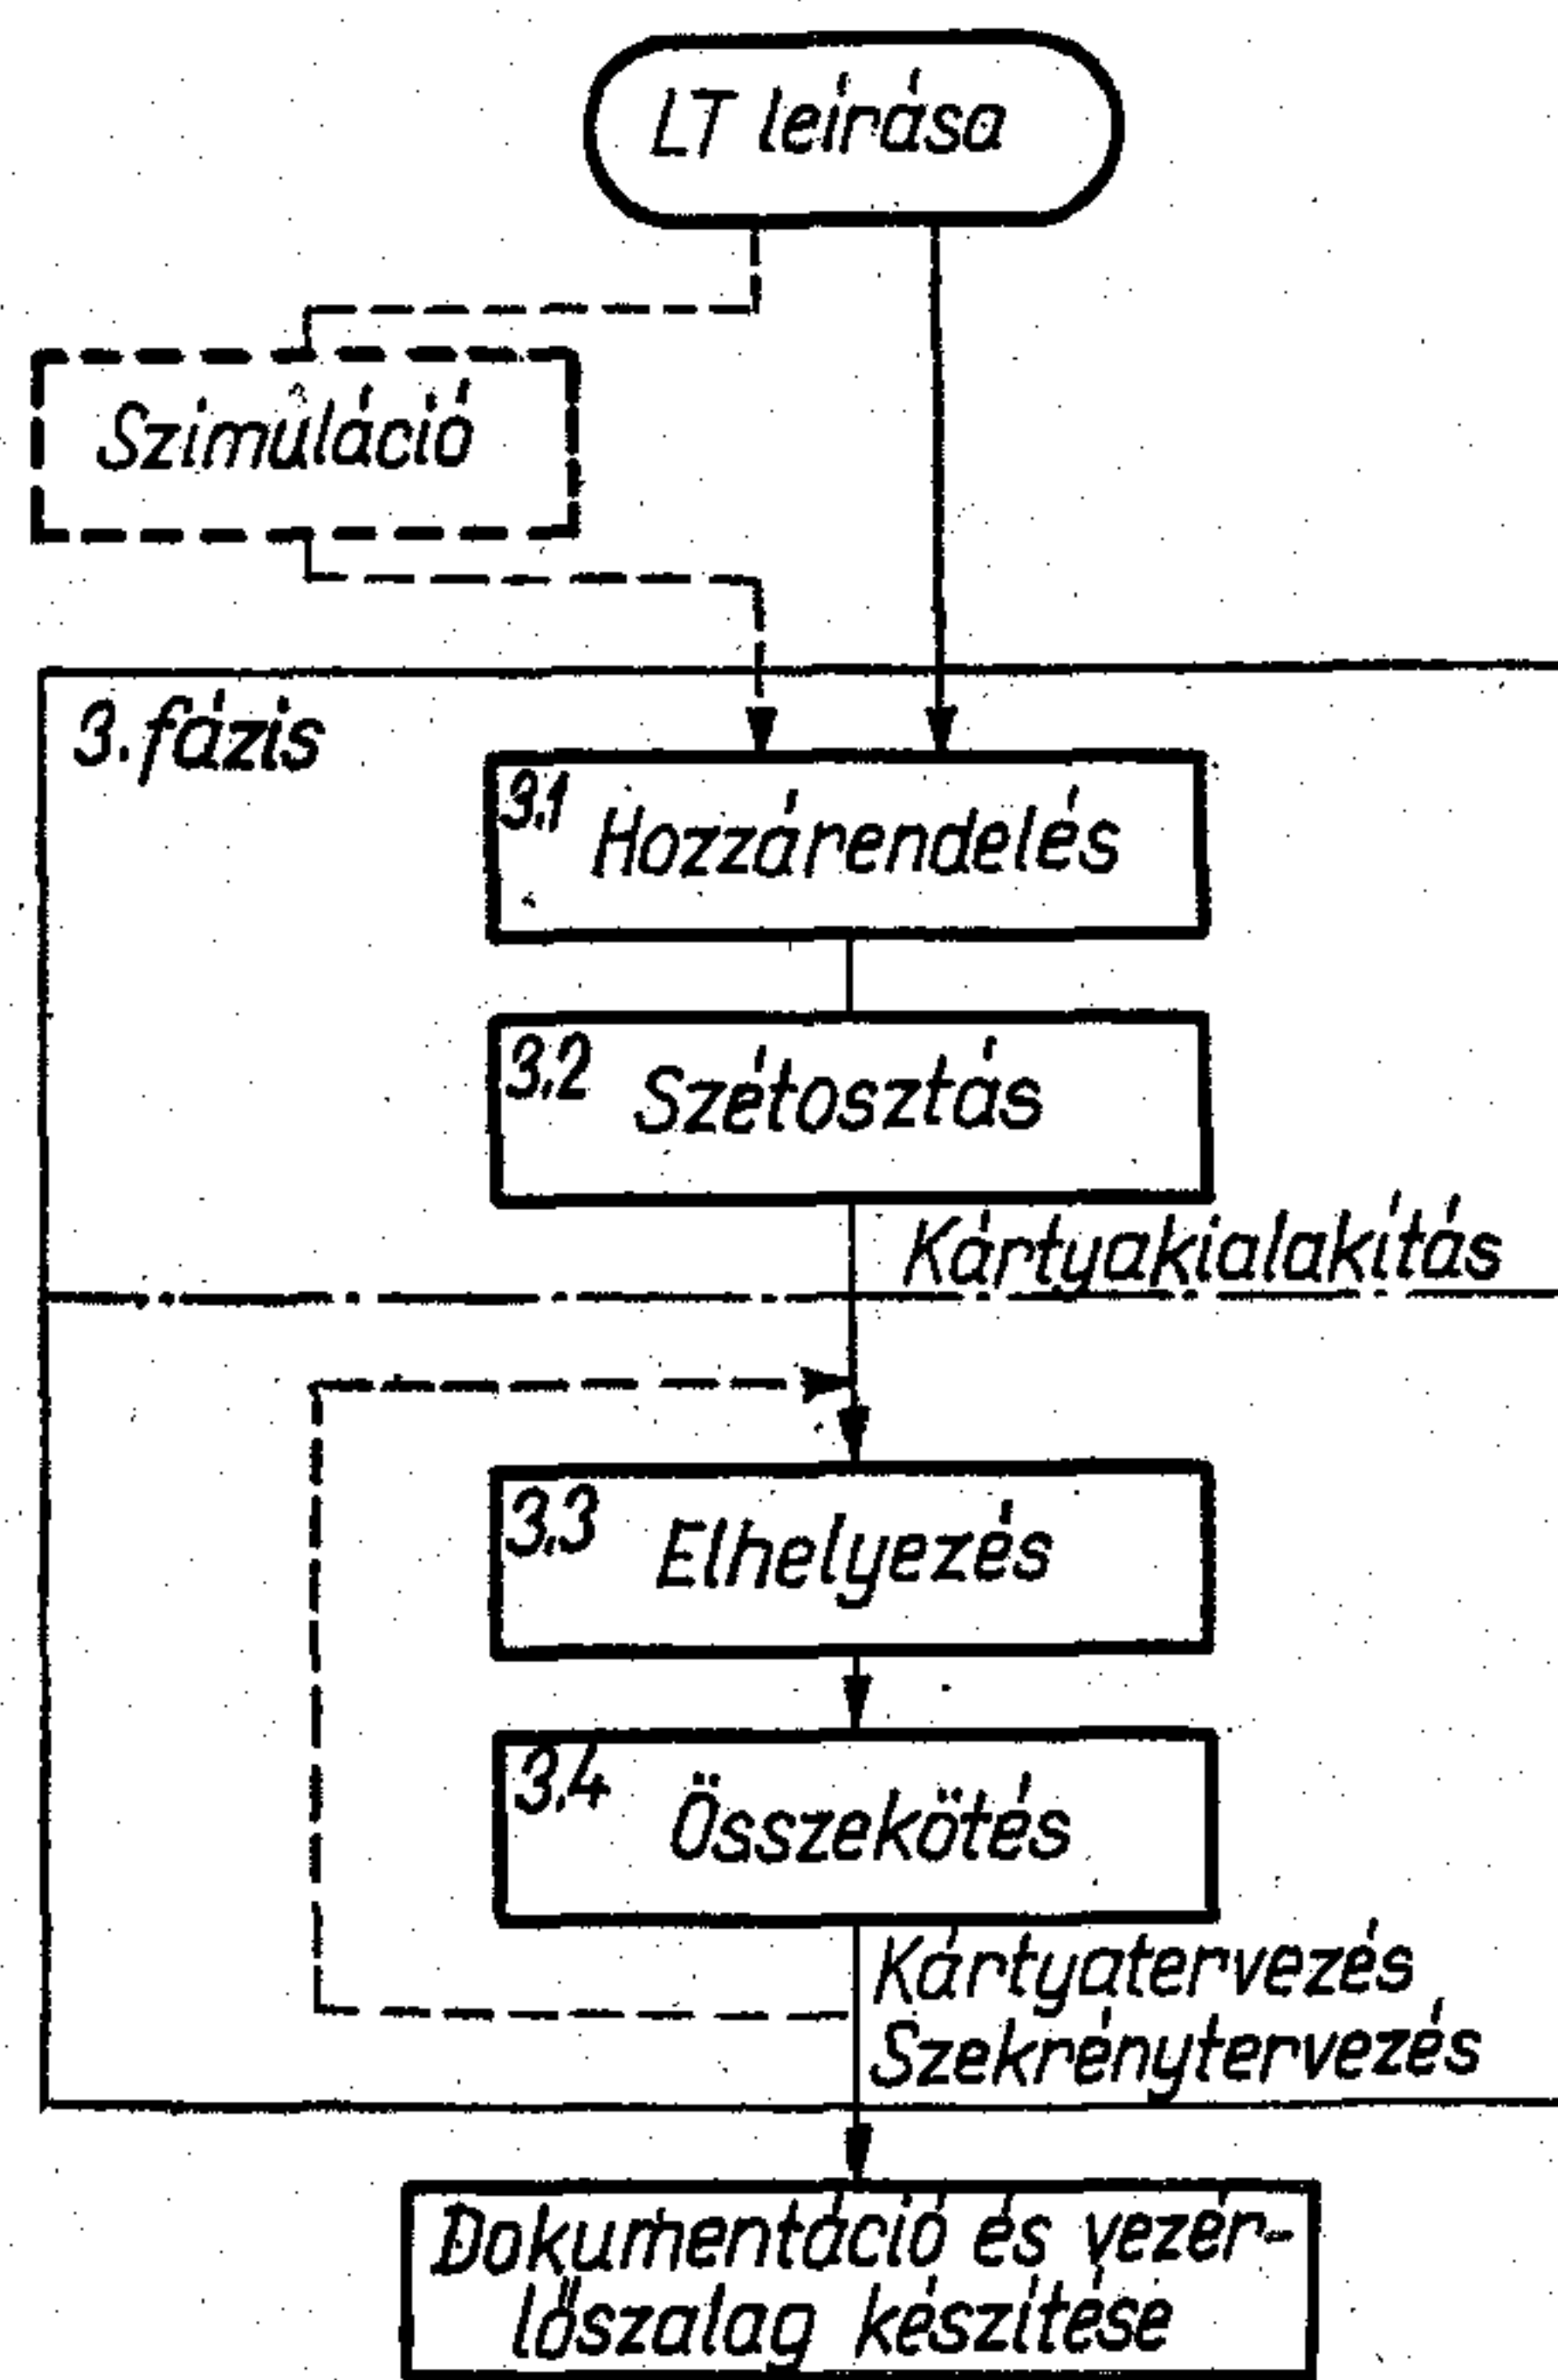 LT leírása
Szimuláció
3. fázis
3.1 Hozzárendelés
3.2 Szétosztás
Kártyakialakítás
3.3 Elhelyezés
3.4 Összekötés
Kártyatervezés
Szekrénytervezés
Dokumentáció és vezér-
lőszalag készítése